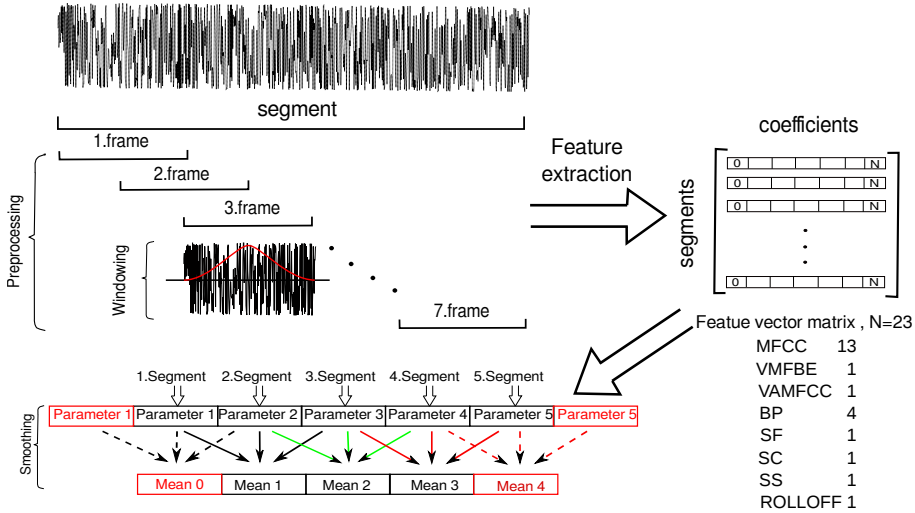 segment
1.frame
2.frame
3.frame
7.frame
Preprocessing
Windowing
Feature
extraction
coefficients
segments
0 N
0 N
0 N
0 N
Featue vector matrix , N=23
MFCC 13
VMFBE 1
VAMFCC 1
BP 4
SF 1
SC 1
SS 1
ROLLOFF 1
1.Segment 2.Segment 3.Segment 4.Segment 5.Segment
Parameter 1 Parameter 1 Parameter 2 Parameter 3 Parameter 4 Parameter 5 Parameter 5
Smoothing
Mean 0 Mean 1 Mean 2 Mean 3 Mean 4